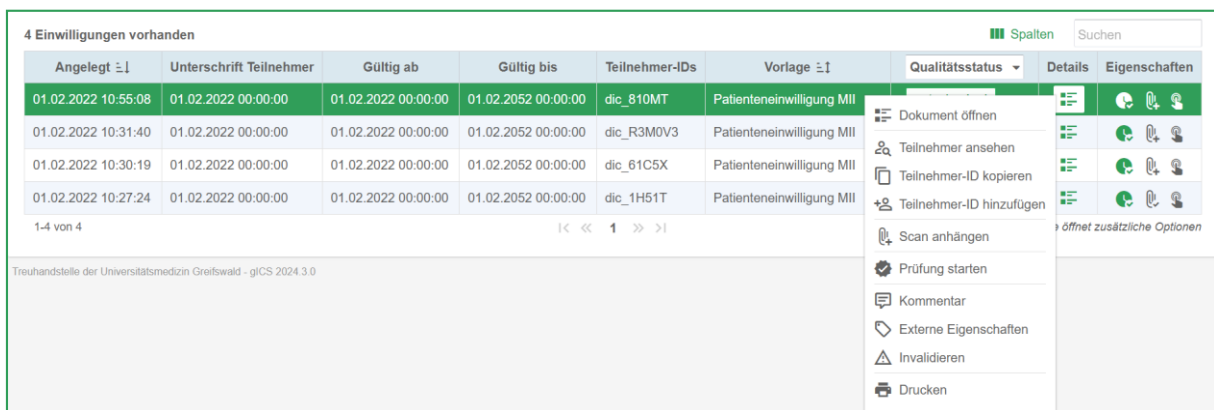 4 Einwilligungen vorhanden Spalten Suchen
Angelegt Unterschrift Teilnehmer Gültig ab Gültig bis Teilnehmer-IDs Vorlage Qualitätsstatus Details Eigenschaften
01.02.2022 10:55:08 01.02.2022 00:00:00 01.02.2022 00:00:00 01.02.2052 00:00:00 dic_810MT Patienteneinwilligung MII
01.02.2022 10:31:40 01.02.2022 00:00:00 01.02.2022 00:00:00 01.02.2052 00:00:00 dic_R3M0V3 Patienteneinwilligung MII
01.02.2022 10:30:19 01.02.2022 00:00:00 01.02.2022 00:00:00 01.02.2052 00:00:00 dic_61C5X Patienteneinwilligung MII
01.02.2022 10:27:24 01.02.2022 00:00:00 01.02.2022 00:00:00 01.02.2052 00:00:00 dic_1H51T Patienteneinwilligung MII
1-4 von 4 1 öffnet zusätzliche Optionen
Dokument öffnen
Teilnehmer ansehen
Teilnehmer-ID kopieren
Teilnehmer-ID hinzufügen
Scan anhängen
Prüfung starten
Kommentar
Externe Eigenschaften
Invalidieren
Drucken
Treuhandstelle der Universitätsmedizin Greifswald - gICS 2024.3.0